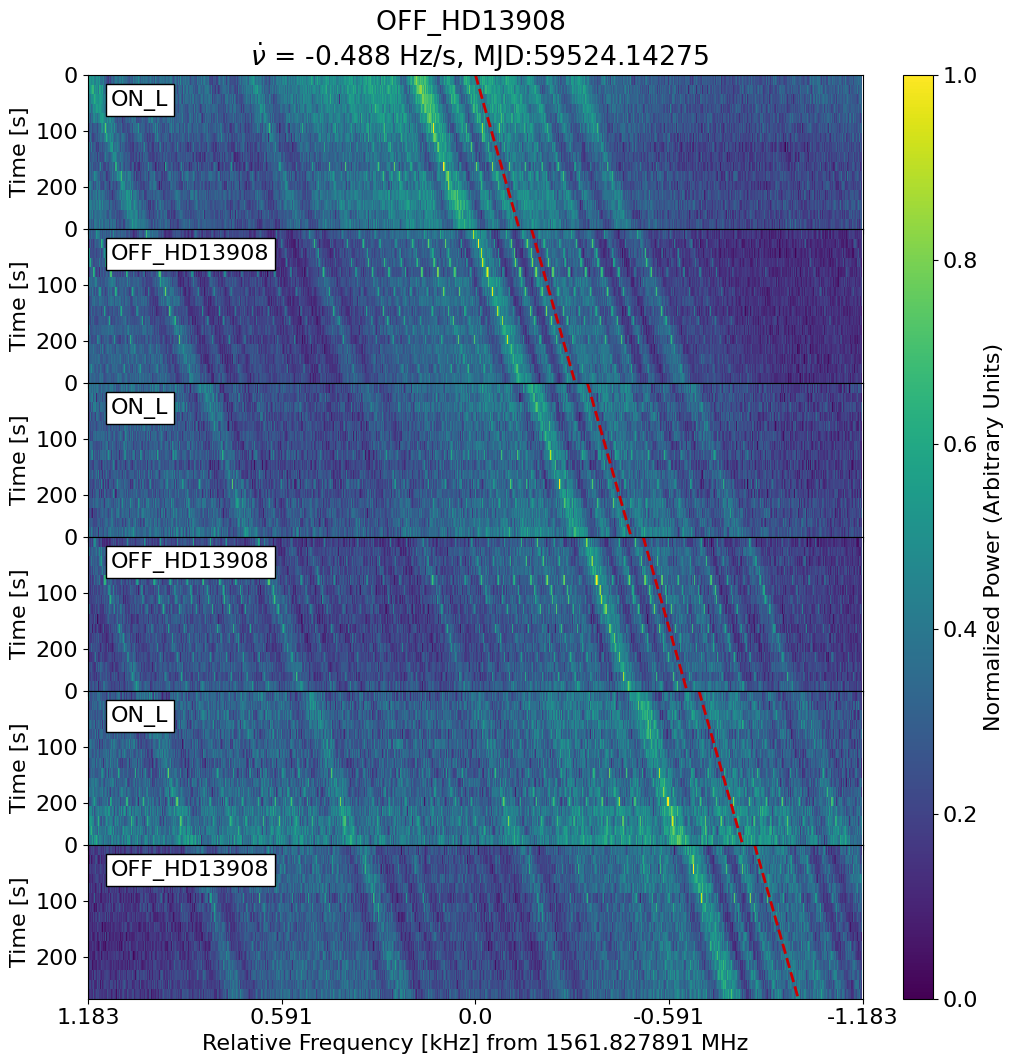 OFF_HD13908
ν̇ = -0.488 Hz/s, MJD:59524.14275
0
100
200
Time [s]
ON_L
0
100
200
Time [s]
OFF_HD13908
0
100
200
Time [s]
ON_L
0
100
200
Time [s]
OFF_HD13908
0
100
200
Time [s]
ON_L
0
100
200
Time [s]
OFF_HD13908
1.183
0.591
0.0
-0.591
-1.183
Relative Frequency [kHz] from 1561.827891 MHz
1.0
0.8
0.6
0.4
0.2
0.0
Normalized Power (Arbitrary Units)